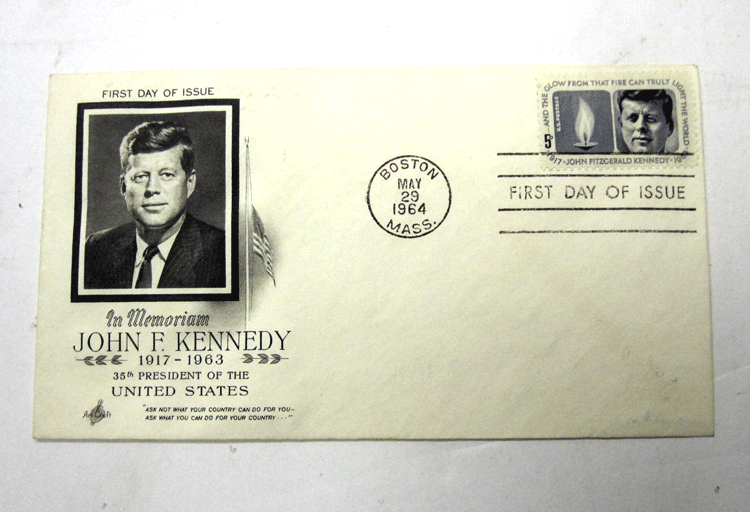 FIRST DAY OF ISSUE
In Memoriam
JOHN F. KENNEDY
1917-1963
35th PRESIDENT OF THE
UNITED STATES
"ASK NOT WHAT YOUR COUNTRY CAN DO FOR YOU-
ASK WHAT YOU CAN DO FOR YOUR COUNTRY..."
ArtCraft
BOSTON
MAY
29
1964
MASS.
...AND THE GLOW FROM THAT FIRE CAN TRULY LIGHT THE WORLD
U.S. POSTAGE
5¢
1917·JOHN FITZGERALD KENNEDY·
FIRST DAY OF ISSUE